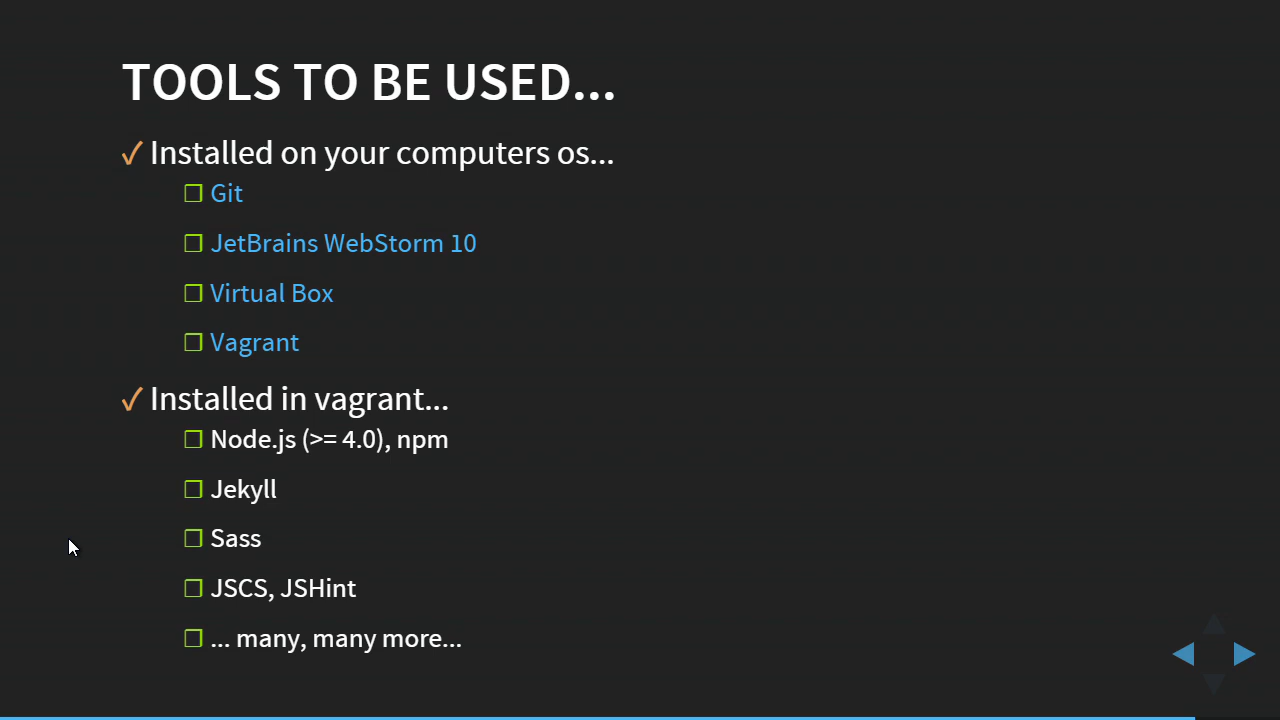 TOOLS TO BE USED...
✓ Installed on your computers os...
❐ Git
❐ JetBrains WebStorm 10
❐ Virtual Box
❐ Vagrant
✓ Installed in vagrant...
❐ Node.js (>= 4.0), npm
❐ Jekyll
❐ Sass
❐ JSCS, JSHint
❐ ... many, many more...